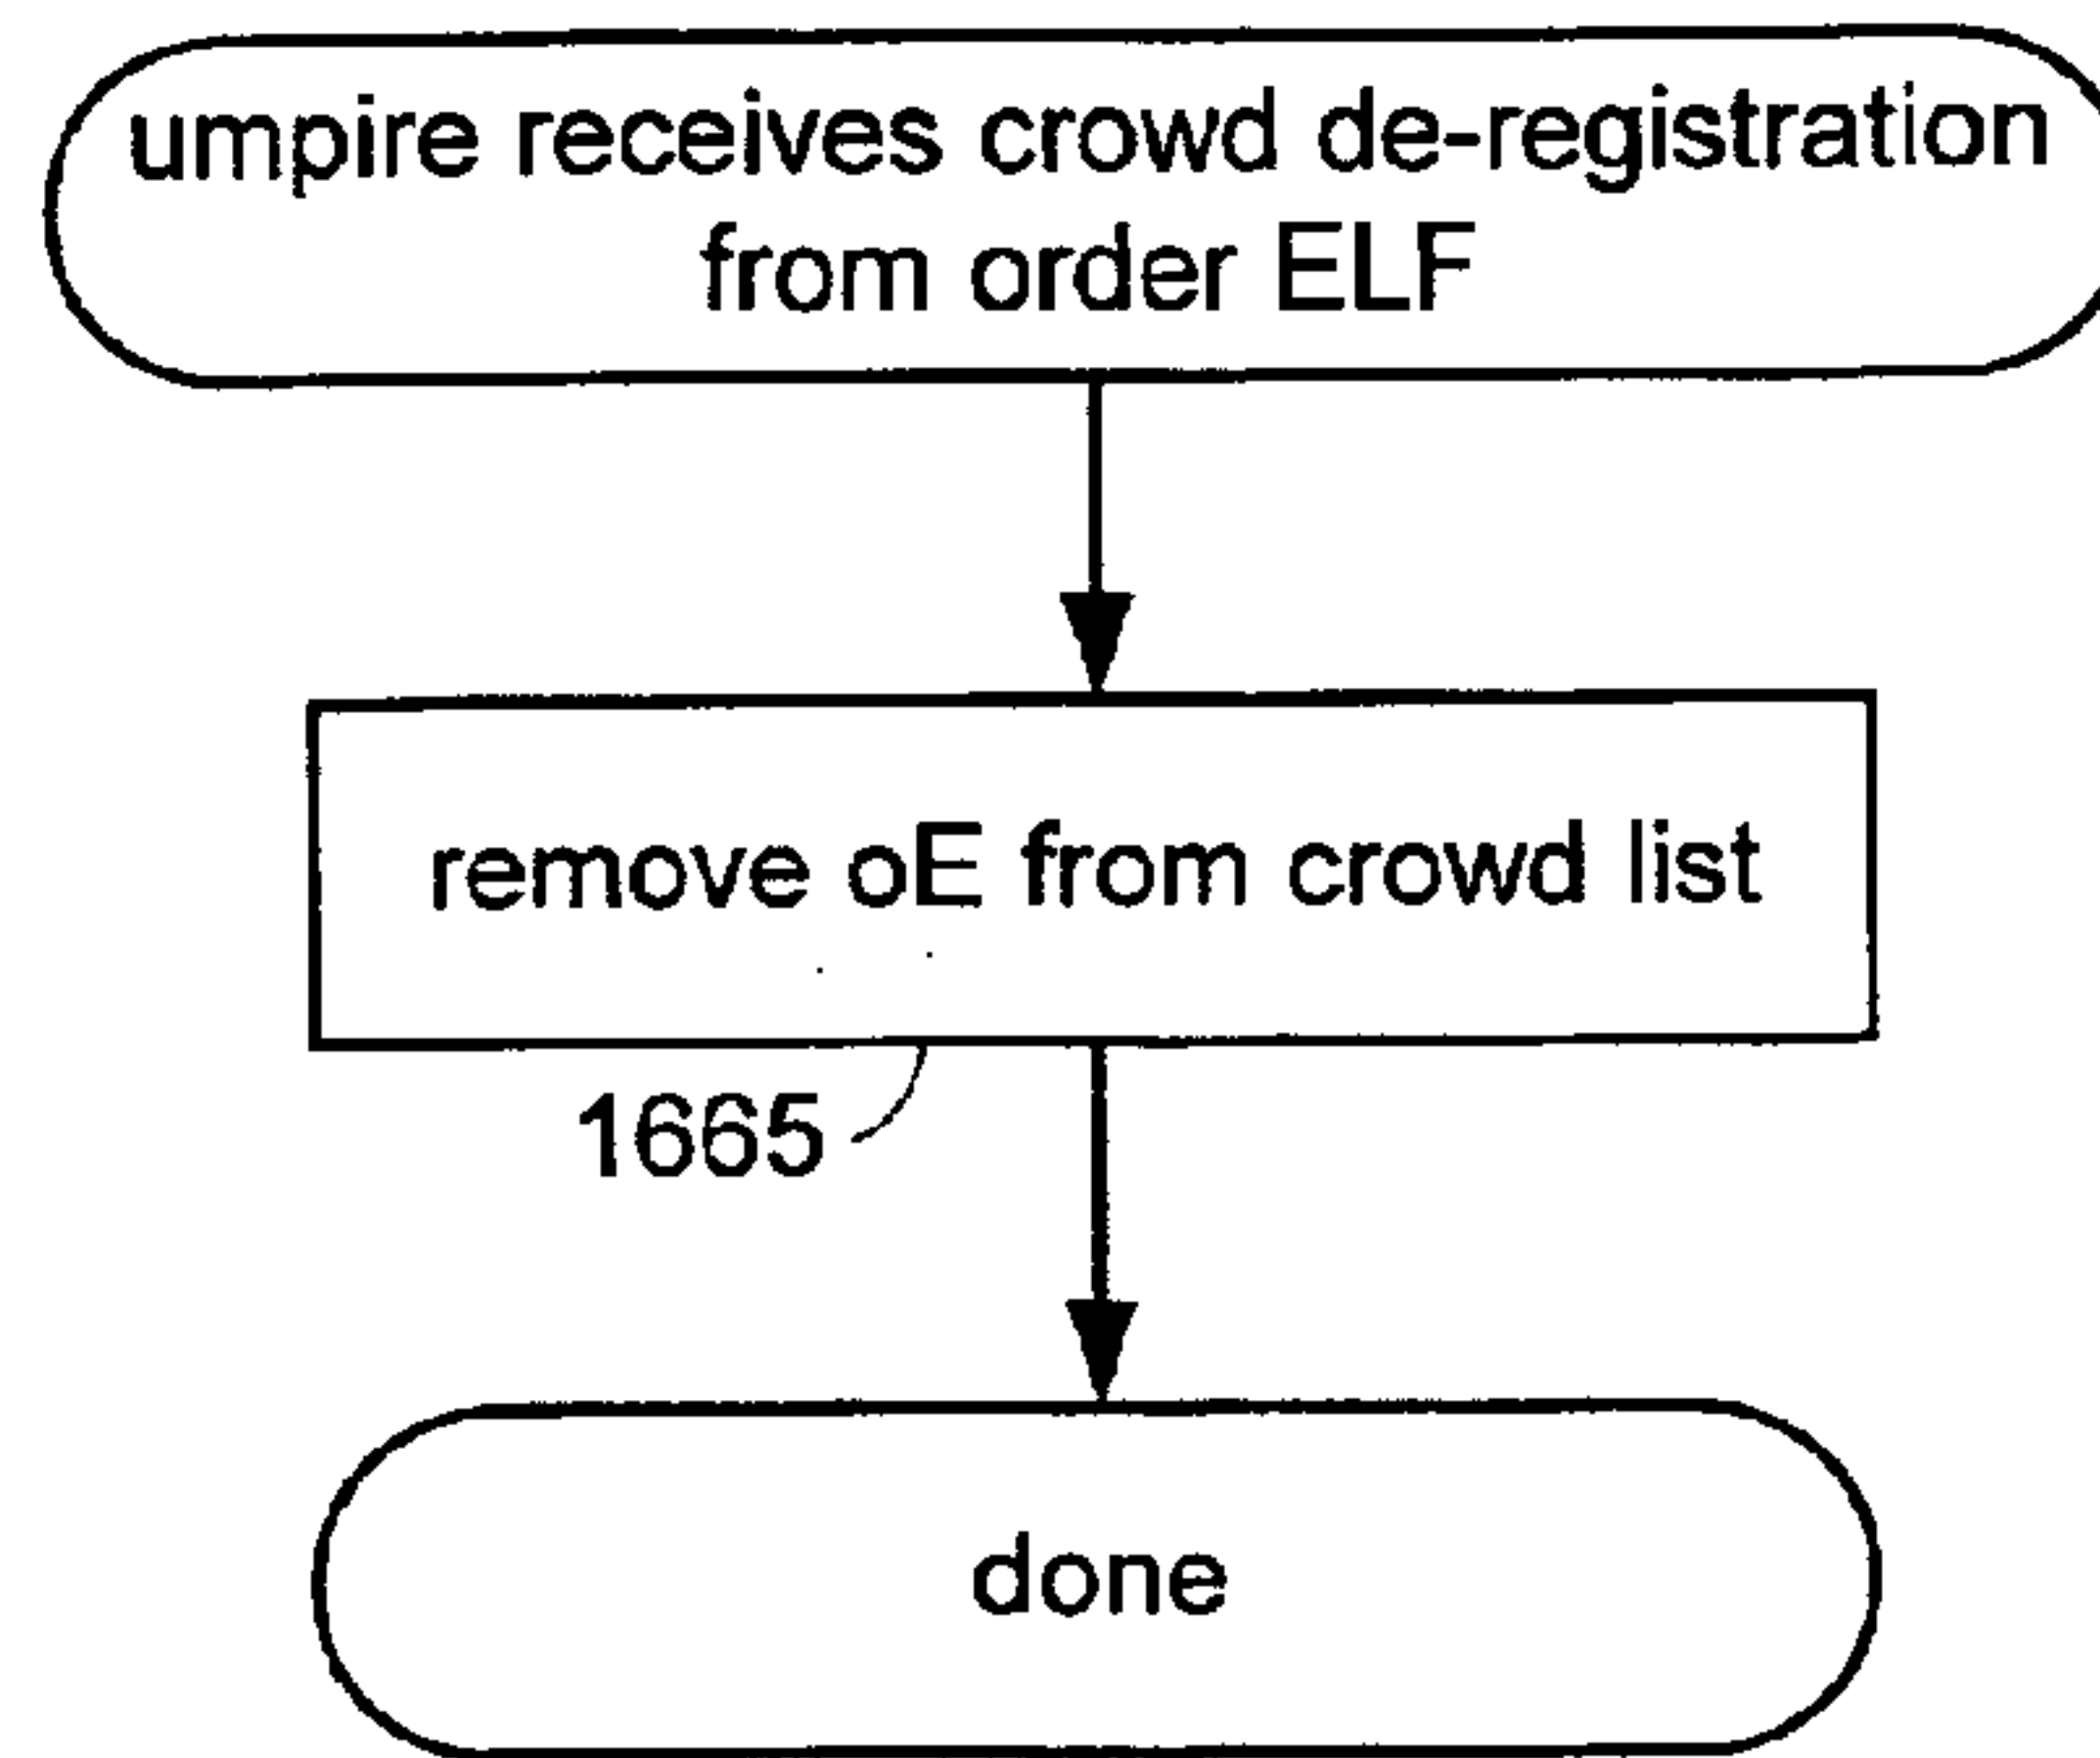 umpire receives crowd de-registration
from order ELF
remove oE from crowd list
1665
done